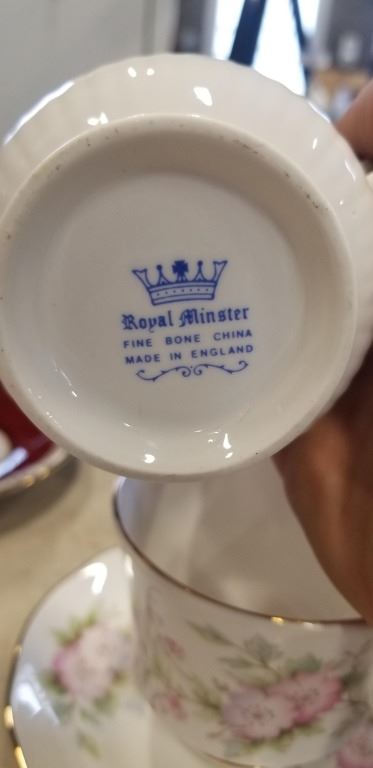 Royal Minster
FINE BONE CHINA
MADE IN ENGLAND